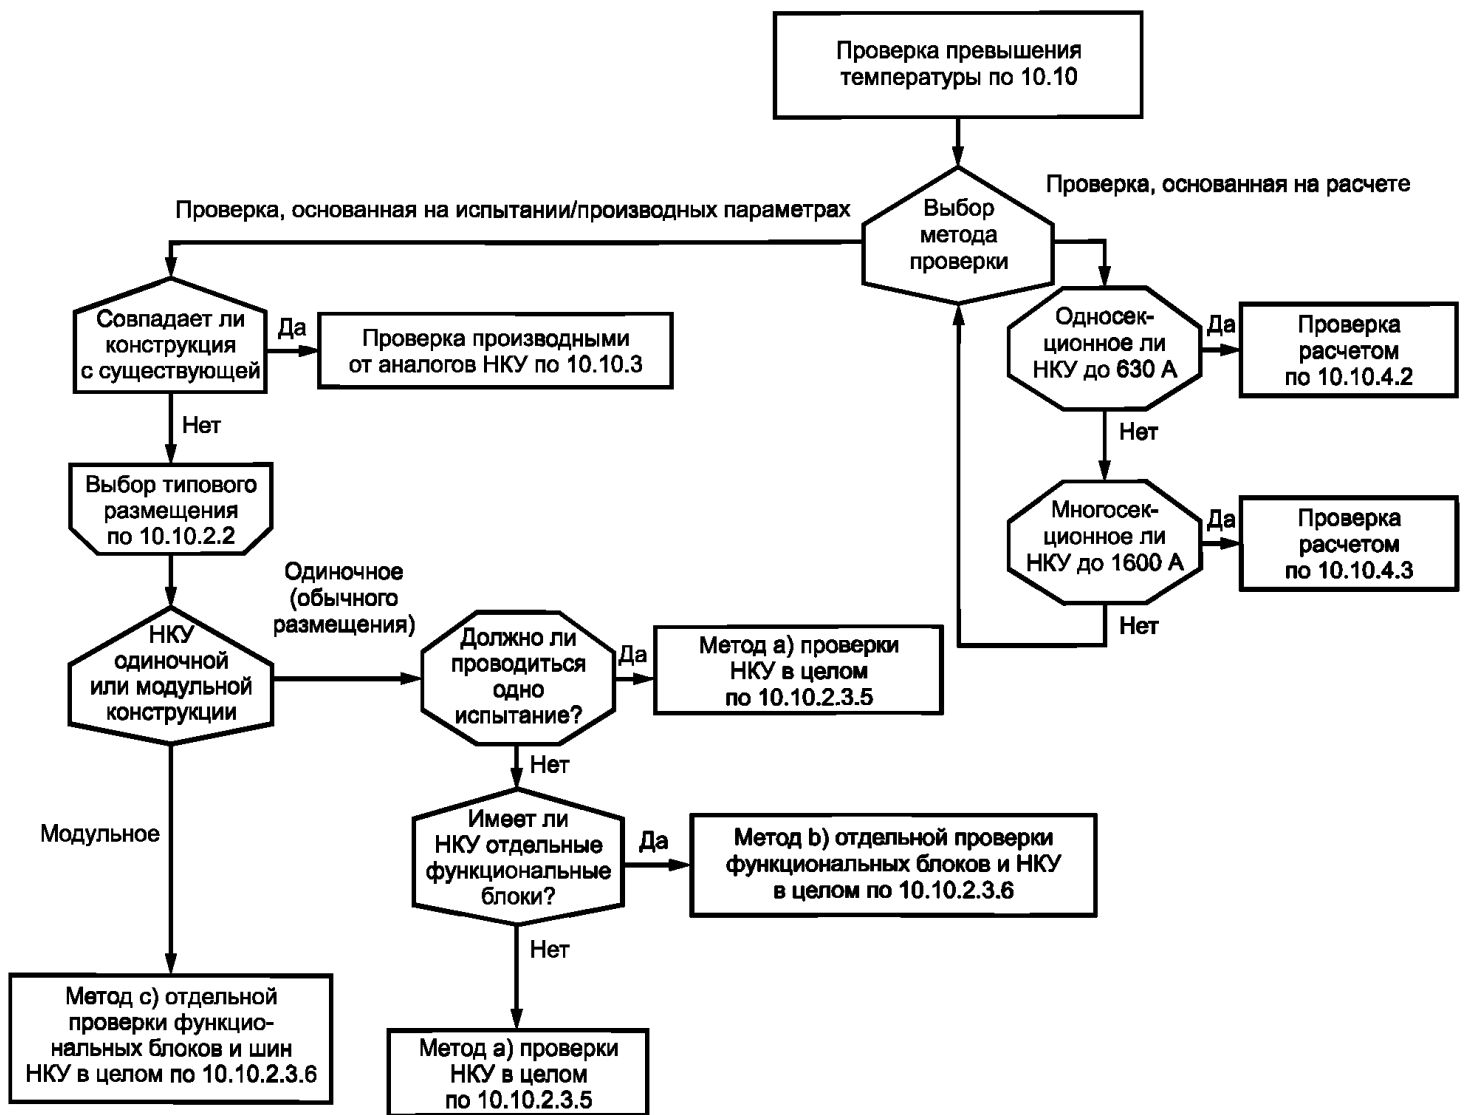 Проверка превышения
температуры по 10.10
Проверка, основанная на расчете
Проверка, основанная на испытании/производных параметрах
Выбор
метода
проверки
Совпадает ли
конструкция
с существующей
Да
Проверка производными
от аналогов НКУ по 10.10.3
Односек-
ционное ли
НКУ до 630 А
Да
Проверка
расчетом
по 10.10.4.2
Нет
Нет
Выбор типового
размещения
по 10.10.2.2
Многосек-
ционное ли
НКУ до 1600 А
Да
Проверка
расчетом
по 10.10.4.3
Нет
Одиночное
(обычного
размещения)
НКУ
одиночной
или модульной
конструкции
Должно ли
проводиться
одно
испытание?
Да
Метод a) проверки
НКУ в целом
по 10.10.2.3.5
Нет
Модульное
Имеет ли
НКУ отдельные
функциональные
блоки?
Да
Метод b) отдельной проверки
функциональных блоков и НКУ
в целом по 10.10.2.3.6
Нет
Метод c) отдельной
проверки функцио-
нальных блоков и шин
НКУ в целом по 10.10.2.3.6
Метод a) проверки
НКУ в целом
по 10.10.2.3.5